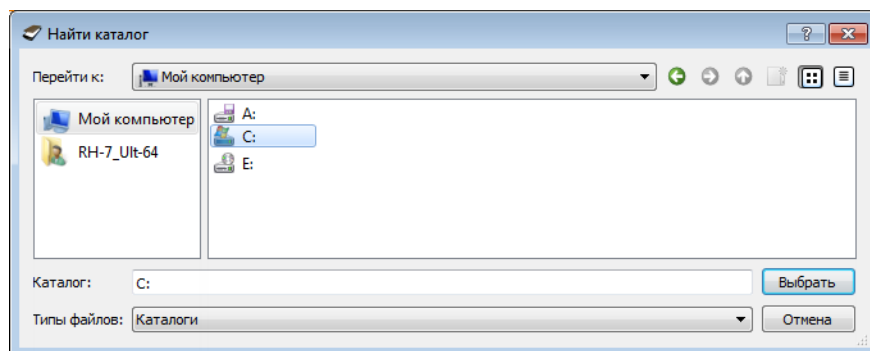 Найти каталог
Перейти к: Мой компьютер
Мой компьютер
RH-7_Ult-64
A:
C:
E:
Каталог: C:
Выбрать
Типы файлов: Каталоги
Отмена